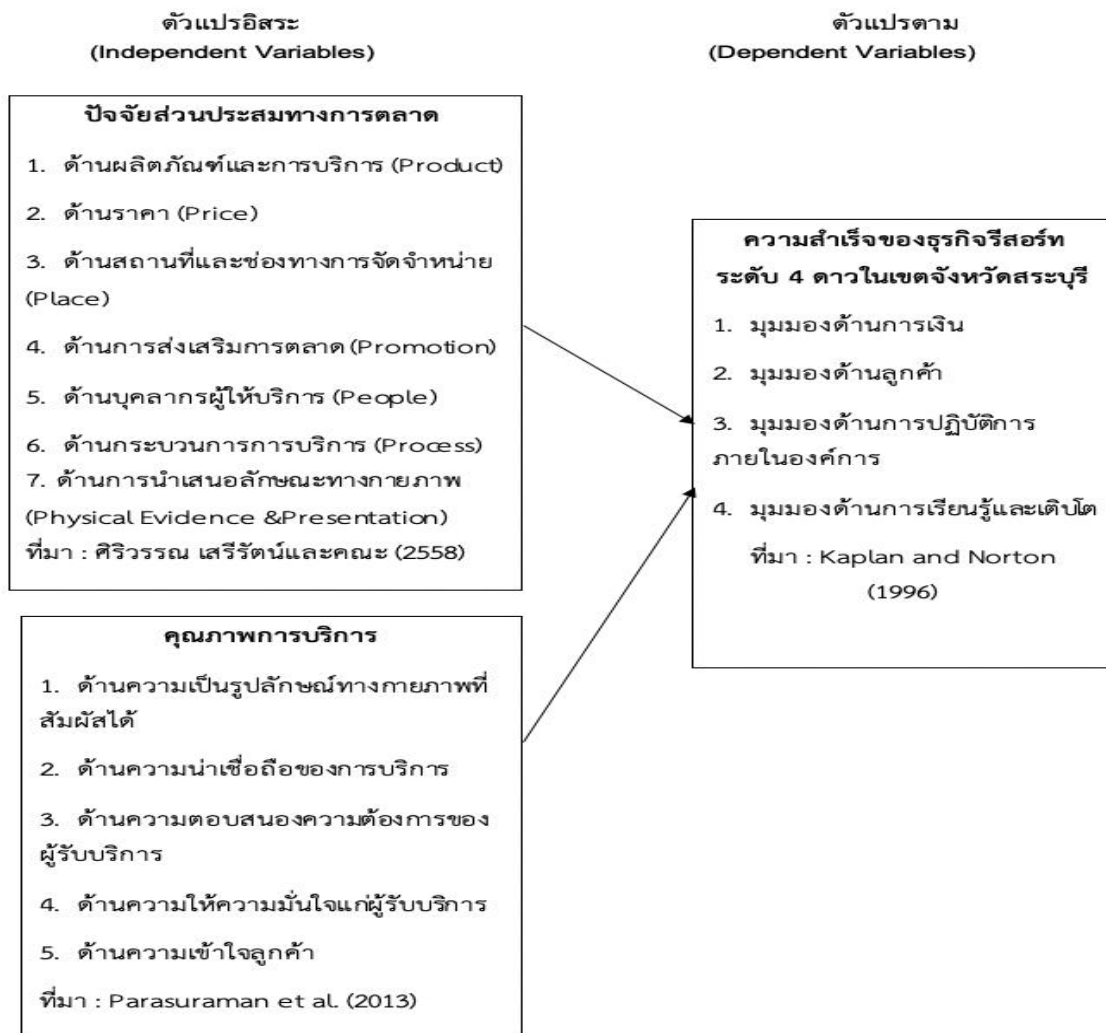 ตัวแปรอิสระ
(Independent Variables)
ปัจจัยส่วนประสมทางการตลาด
1. ด้านผลิตภัณฑ์และการบริการ (Product)
2. ด้านราคา (Price)
3. ด้านสถานที่และช่องทางการจัดจำหน่าย
(Place)
4. ด้านการส่งเสริมการตลาด (Promotion)
5. ด้านบุคลากรผู้ให้บริการ (People)
6. ด้านกระบวนการการบริการ (Process)
7. ด้านการนำเสนอลักษณะทางกายภาพ
(Physical Evidence &Presentation)
ที่มา : ศิริวรรณ เสรีรัตน์และคณะ (2558)
คุณภาพการบริการ
1. ด้านความเป็นรูปลักษณ์ทางกายภาพที่
สัมผัสได้
2. ด้านความน่าเชื่อถือของการบริการ
3. ด้านความตอบสนองความต้องการของ
ผู้รับบริการ
4. ด้านความให้ความมั่นใจแก่ผู้รับบริการ
5. ด้านความเข้าใจลูกค้า
ที่มา : Parasuraman et al. (2013)
ตัวแปรตาม
(Dependent Variables)
ความสำเร็จของธุรกิจรีสอร์ท
ระดับ 4 ดาวในเขตจังหวัดสระบุรี
1. มุมมองด้านการเงิน
2. มุมมองด้านลูกค้า
3. มุมมองด้านการปฏิบัติการ
ภายในองค์การ
4. มุมมองด้านการเรียนรู้และเติบโต
ที่มา : Kaplan and Norton
(1996)